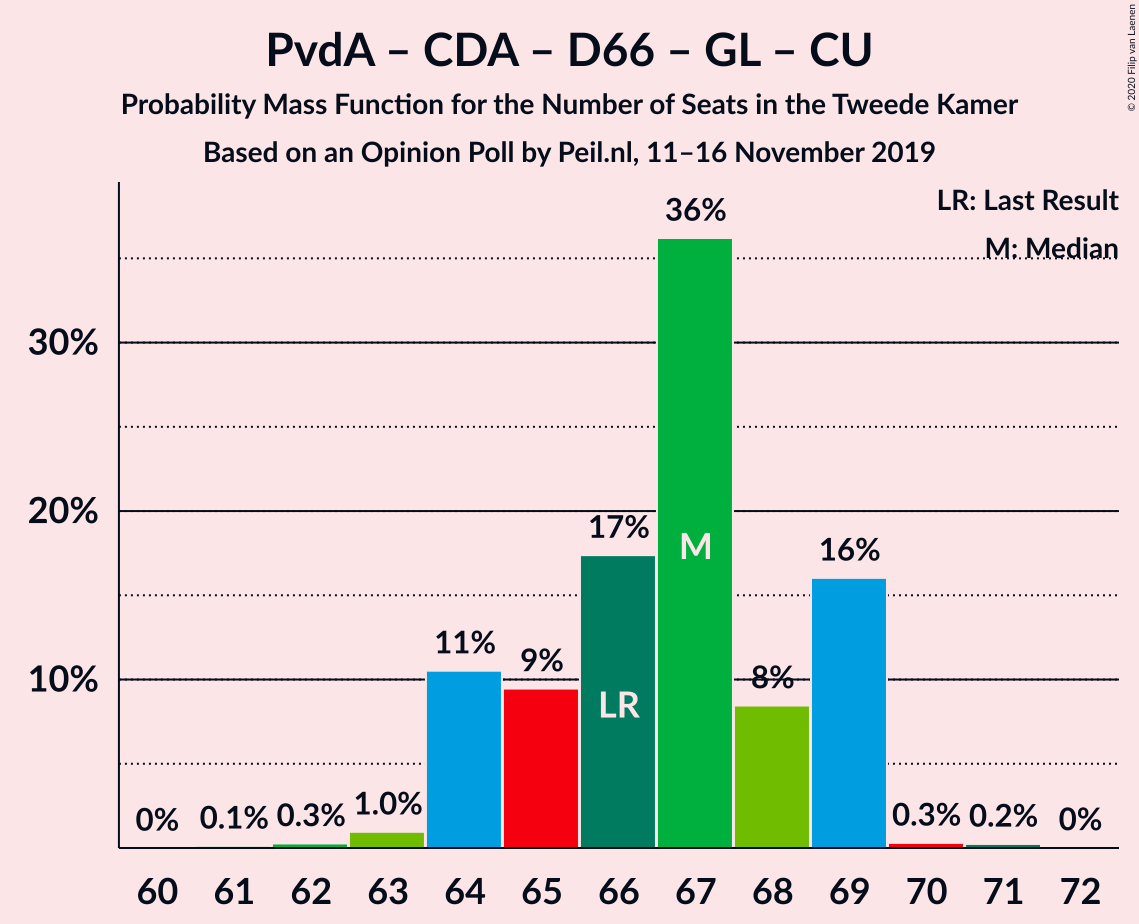 PvdA – CDA – D66 – GL – CU
Probability Mass Function for the Number of Seats in the Tweede Kamer
Based on an Opinion Poll by Peil.nl, 11–16 November 2019
© 2020 Filip van Laenen
LR: Last Result
M: Median
30%
20%
10%
0%
0.1%
0.3%
1.0%
11%
9%
17%
36%
8%
16%
0.3%
0.2%
0%
LR
M
60 61 62 63 64 65 66 67 68 69 70 71 72